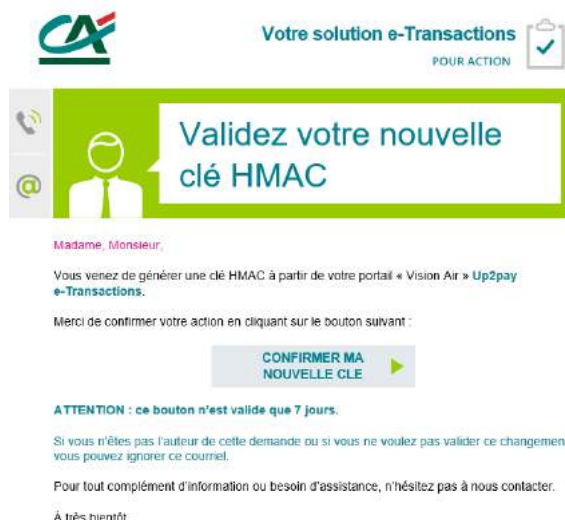 CA
Votre solution e-Transactions
POUR ACTION
Validez votre nouvelle
clé HMAC
@
Madame, Monsieur,
Vous venez de générer une clé HMAC à partir de votre portail « Vision Air » Up2pay
e-Transactions.
Merci de confirmer votre action en cliquant sur le bouton suivant :
CONFIRMER MA
NOUVELLE CLE
ATTENTION : ce bouton n'est valide que 7 jours.
Si vous n'êtes pas l'auteur de cette demande ou si vous ne voulez pas valider ce changemen
vous pouvez ignorer ce courriel.
Pour tout complément d'information ou besoin d'assistance, n'hésitez pas à nous contacter.
À très bientôt